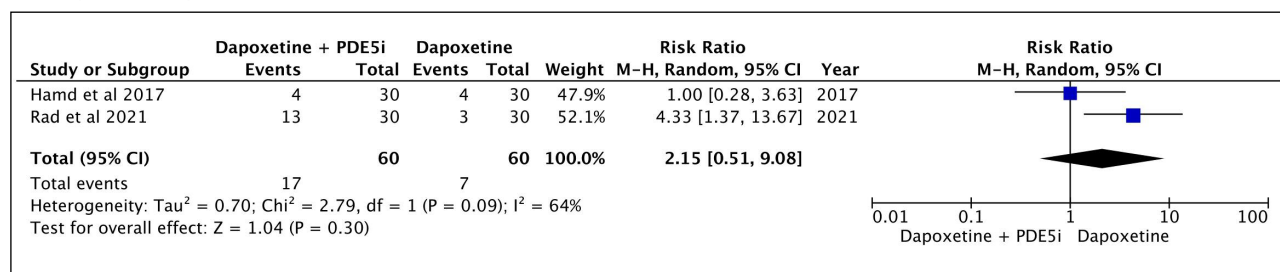 Dapoxetine + PDE5i Dapoxetine Risk Ratio Risk Ratio
Study or Subgroup Events Total Events Total Weight M-H, Random, 95% CI Year M-H, Random, 95% CI
Hamd et al 2017 4 30 4 30 47.9% 1.00 [0.28, 3.63] 2017
Rad et al 2021 13 30 3 30 52.1% 4.33 [1.37, 13.67] 2021
Total (95% CI) 60 60 100.0% 2.15 [0.51, 9.08]
Total events 17 7
Heterogeneity: Tau² = 0.70; Chi² = 2.79, df = 1 (P = 0.09); I² = 64%
Test for overall effect: Z = 1.04 (P = 0.30)
0.01 0.1 1 10 100
Dapoxetine + PDE5i Dapoxetine